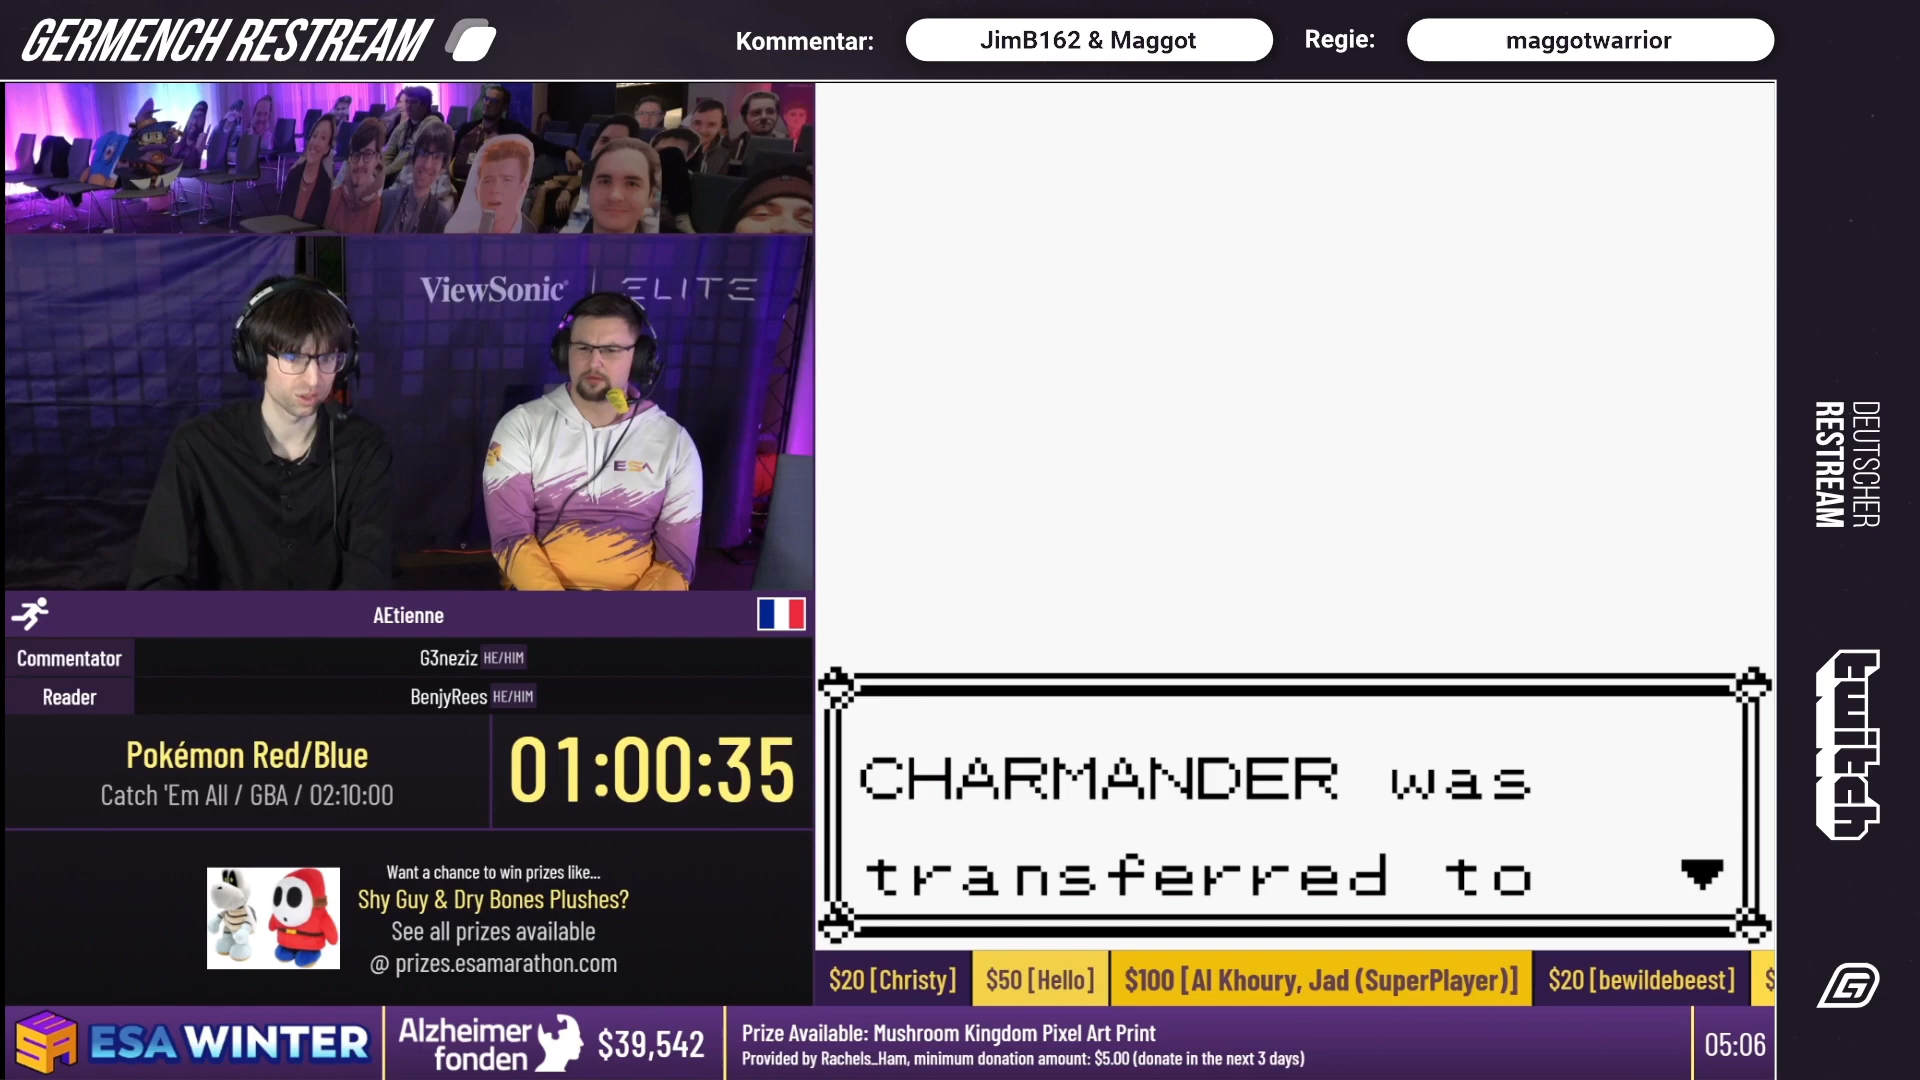 GERMENCH RESTREAM
Kommentar:
JimB162 & Maggot
Regie:
maggotwarrior
ViewSonic ELITE
ESA
AEtienne
Commentator
G3neziz HE/HIM
Reader
BenjyRees HE/HIM
Pokémon Red/Blue
Catch 'Em All / GBA / 02:10:00
01:00:35
Want a chance to win prizes like...
Shy Guy & Dry Bones Plushes?
See all prizes available
@ prizes.esamarathon.com
CHARMANDER was
transferred to
$20 [Christy]
$50 [Hello]
$100 [Al Khoury, Jad (SuperPlayer)]
$20 [bewildebeest]
$
ESA WINTER
Alzheimer
fonden
$39,542
Prize Available: Mushroom Kingdom Pixel Art Print
Provided by Rachels_Ham, minimum donation amount: $5.00 (donate in the next 3 days)
05:06
DEUTSCHER
RESTREAM
twitch